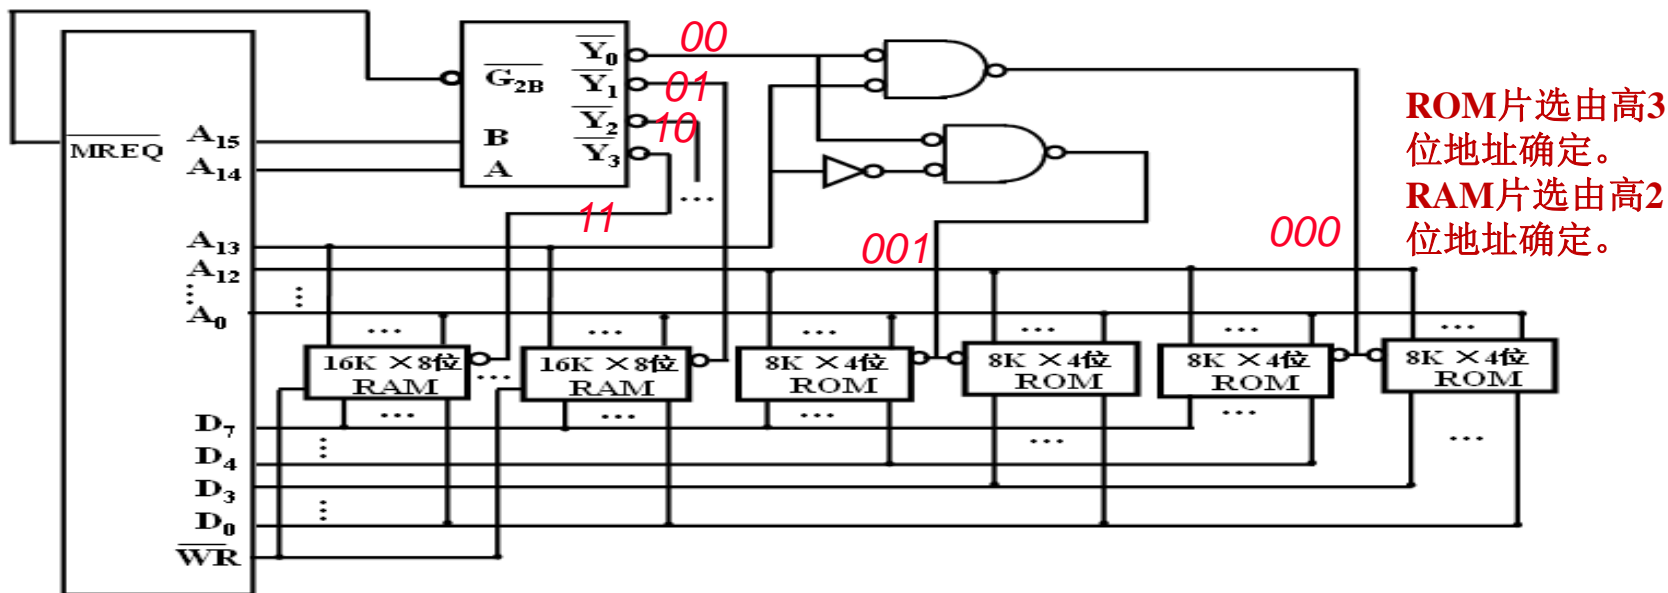 00
Y0
G2B
Y1
01
Y2
10
MREQ
A15
B
Y3
A14
A
...
11
A13
001
000
A12
...
...
A0
... ... ... ... ... ...
16K ×8位
RAM
...
16K ×8位
RAM
8K ×4位
ROM
8K ×4位
ROM
8K ×4位
ROM
8K ×4位
ROM
... ... ... ... ... ...
D7
...
D4
D3
...
D0
WR
ROM片选由高3
位地址确定。
RAM片选由高2
位地址确定。